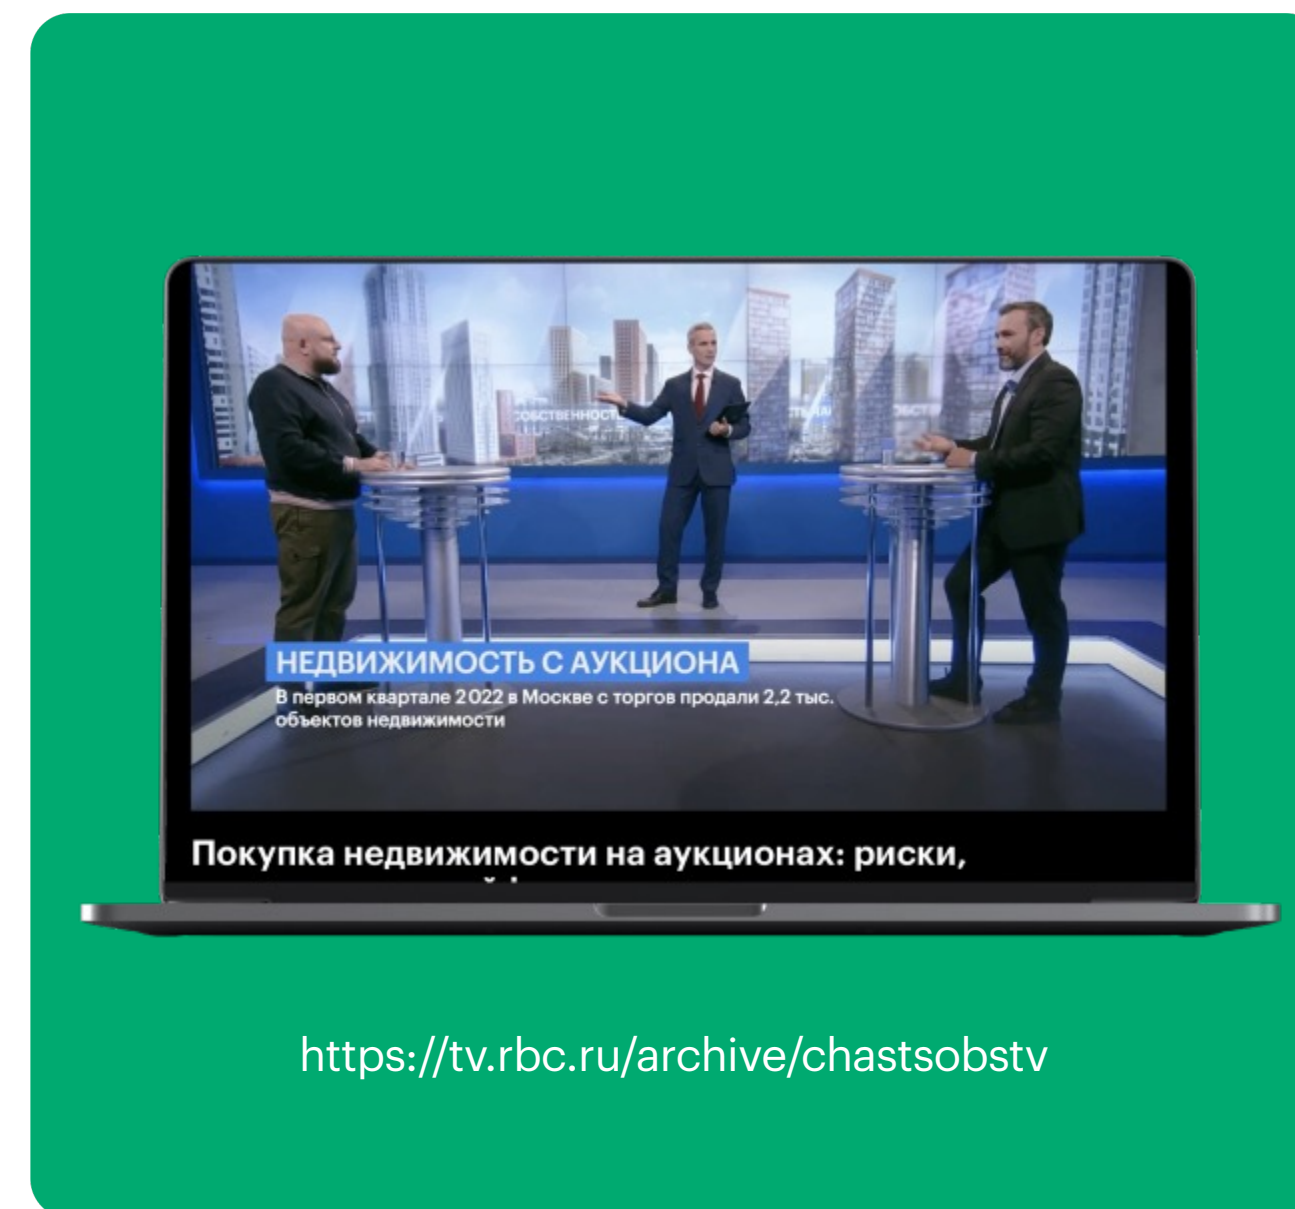 СОБСТВЕННОСТЬ
НЕДВИЖИМОСТЬ С АУКЦИОНА
В первом квартале 2022 в Москве с торгов продали 2,2 тыс.
объектов недвижимости
Покупка недвижимости на аукционах: риски,
https://tv.rbc.ru/archive/chastsobstv